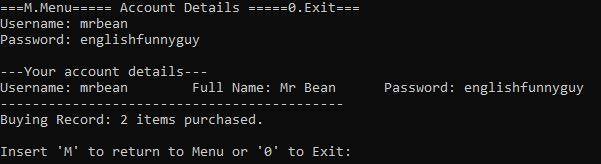 ===M.Menu===== Account Details =====0.Exit===
Username: mrbean
Password: englishfunnyguy
---Your account details---
Username: mrbean        Full Name: Mr Bean      Password: englishfunnyguy
-------------------------------------------
Buying Record: 2 items purchased.
Insert 'M' to return to Menu or '0' to Exit: